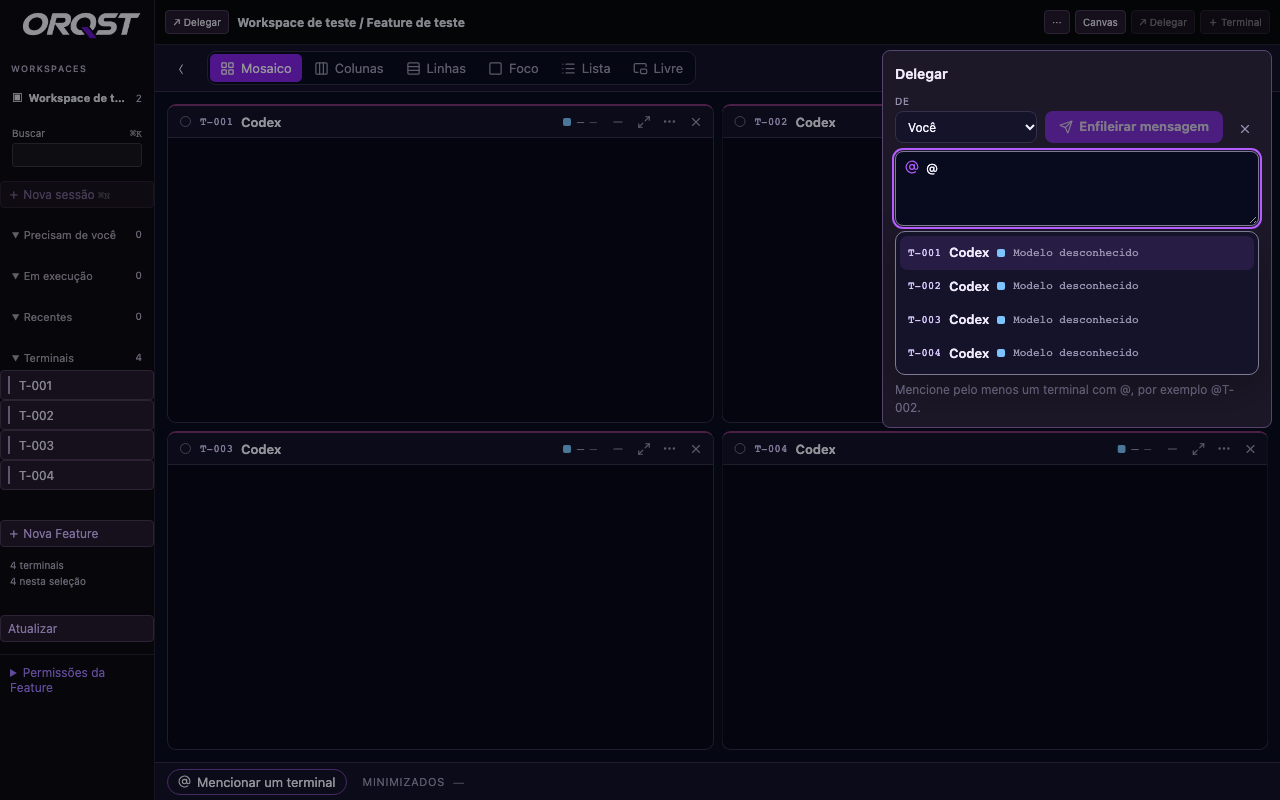 ORQST
Delegar
Workspace de teste / Feature de teste
···
Canvas
Delegar
+ Terminal
WORKSPACES
Workspace de t... 2
Buscar ⌘K
+ Nova sessão ⌘N
Precisam de você 0
Em execução 0
Recentes 0
Terminais 4
T-001
T-002
T-003
T-004
+ Nova Feature
4 terminais
4 nesta seleção
Atualizar
Permissões da
Feature
Mosaico
Colunas
Linhas
Foco
Lista
Livre
T-001 Codex
T-002 Codex
T-003 Codex
T-004 Codex
Delegar
DE
Você
Enfileirar mensagem
@ @
T-001 Codex Modelo desconhecido
T-002 Codex Modelo desconhecido
T-003 Codex Modelo desconhecido
T-004 Codex Modelo desconhecido
Mencione pelo menos um terminal com @, por exemplo @T-
002.
@ Mencionar um terminal
MINIMIZADOS —